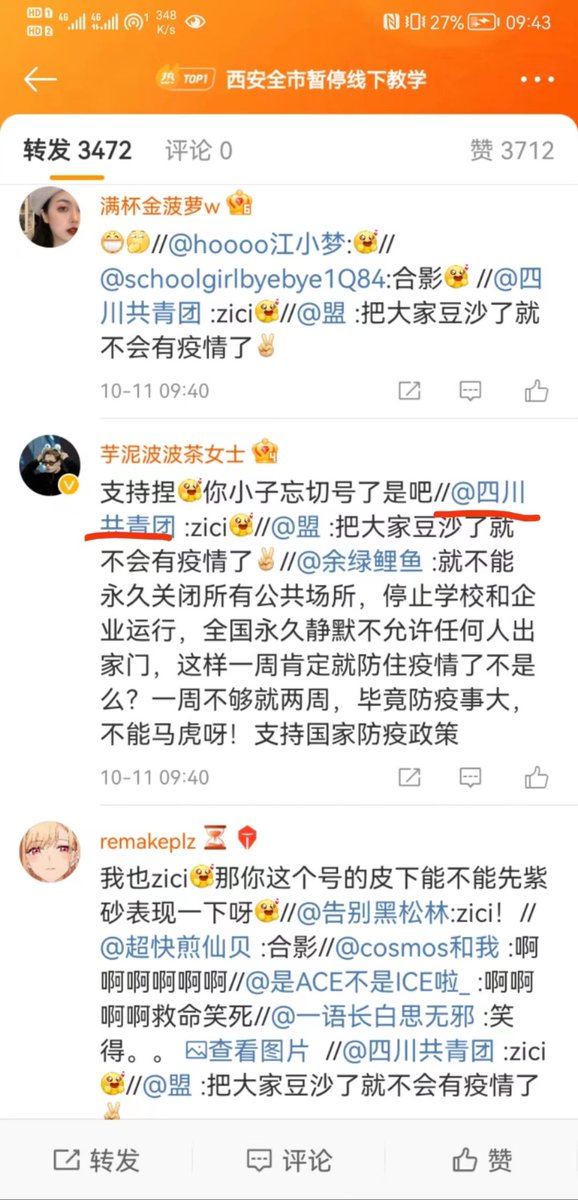 HD 1 4G 4G 1 348 27% 09:43
HD 2 K/s
热 TOP1 西安全市暂停线下教学
转发 3472 评论 0 赞 3712
满杯金菠萝w 6
//@hoooo江小梦://
@schoolgirlbyebye1Q84:合影 //@四
川共青团 :zici//@盟 :把大家豆沙了就
不会有疫情了✌
10-11 09:40
芋泥波波茶女士 4
支持捏你小子忘切号了是吧//@四川
共青团 :zici//@盟 :把大家豆沙了就
不会有疫情了✌//@余绿鲤鱼 :就不能
永久关闭所有公共场所，停止学校和企
业运行，全国永久静默不允许任何人出
家门，这样一周肯定就防住疫情了不是
么？一周不够就两周，毕竟防疫事大，
不能马虎呀！支持国家防疫政策
10-11 09:40
remakeplz
我也zici那你这个号的皮下能不能先紫
砂表现一下呀//@告别黑松林:zici！//
@超快煎仙贝 :合影//@cosmos和我 :啊
啊啊啊啊啊//@是ACE不是ICE啦_ :啊啊
啊啊救命笑死//@一语长白思无邪 :笑
得。。 查看图片 //@四川共青团 :zici
//@盟 :把大家豆沙了就不会有疫情了
✌
转发 评论 赞